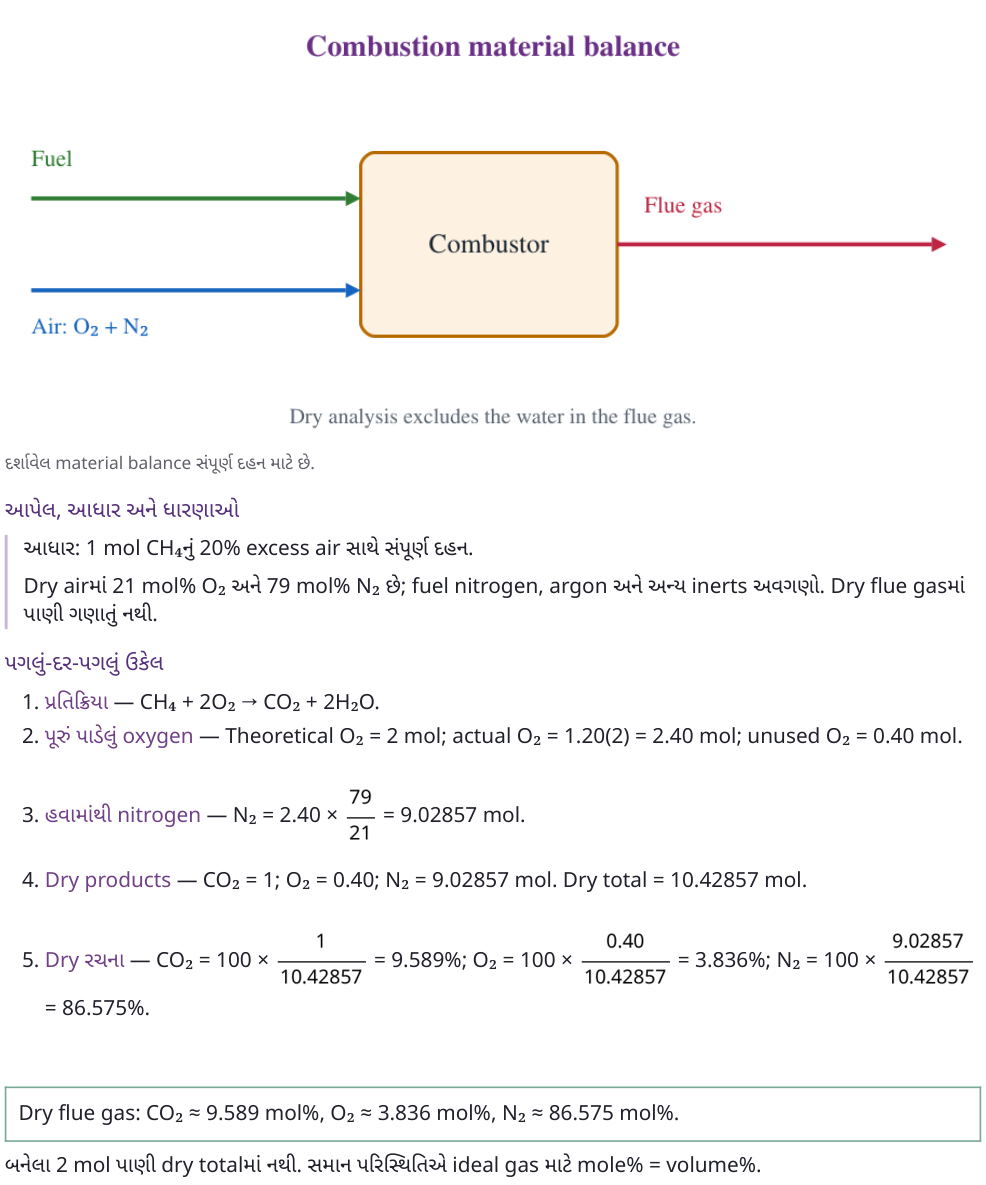 Combustion material balance
Fuel
Flue gas
Combustor
Air: O₂ + N₂
Dry analysis excludes the water in the flue gas.
દર્શાવેલ material balance સંપૂર્ણ દહન માટે છે.
આપેલ, આધાર અને ધારણાઓ
આધાર: 1 mol CH₄નું 20% excess air સાથે સંપૂર્ણ દહન.
Dry airમાં 21 mol% O₂ અને 79 mol% N₂ છે; fuel nitrogen, argon અને અન્ય inerts અવગણો. Dry flue gasમાં
પાણી ગણાતું નથી.
પગલું-દર-પગલું ઉકેલ
1. પ્રતિક્રિયા — CH₄ + 2O₂ → CO₂ + 2H₂O.
2. પૂરું પાડેલું oxygen — Theoretical O₂ = 2 mol; actual O₂ = 1.20(2) = 2.40 mol; unused O₂ = 0.40 mol.
3. હવામાંથી nitrogen — N₂ = 2.40 × 79/21 = 9.02857 mol.
4. Dry products — CO₂ = 1; O₂ = 0.40; N₂ = 9.02857 mol. Dry total = 10.42857 mol.
5. Dry રચના — CO₂ = 100 × 1/10.42857 = 9.589%; O₂ = 100 × 0.40/10.42857 = 3.836%; N₂ = 100 × 9.02857/10.42857
= 86.575%.
Dry flue gas: CO₂ ≈ 9.589 mol%, O₂ ≈ 3.836 mol%, N₂ ≈ 86.575 mol%.
બનેલા 2 mol પાણી dry totalમાં નથી. સમાન પરિસ્થિતિએ ideal gas માટે mole% = volume%.